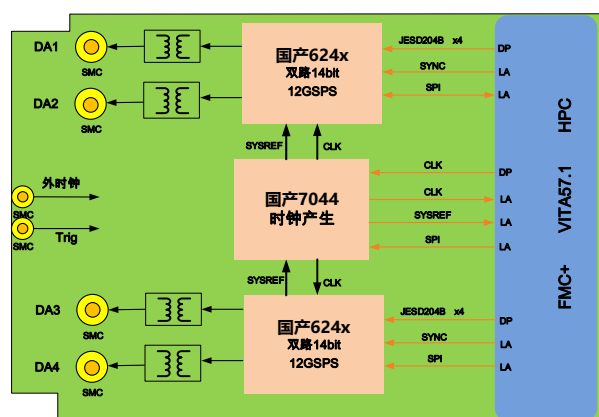 DA1
SMC
DA2
SMC
国产624x
双路14bit
12GSPS
JESD204B x4
DP
SYNC
LA
SPI
LA
SYSREF
CLK
外时钟
SMC
Trig
SMC
国产7044
时钟产生
CLK
DP
CLK
LA
SYSREF
LA
SPI
LA
SYSREF
CLK
DA3
SMC
DA4
SMC
国产624x
双路14bit
12GSPS
JESD204B x4
DP
SYNC
LA
SPI
LA
FMC+ VITA57.1 HPC